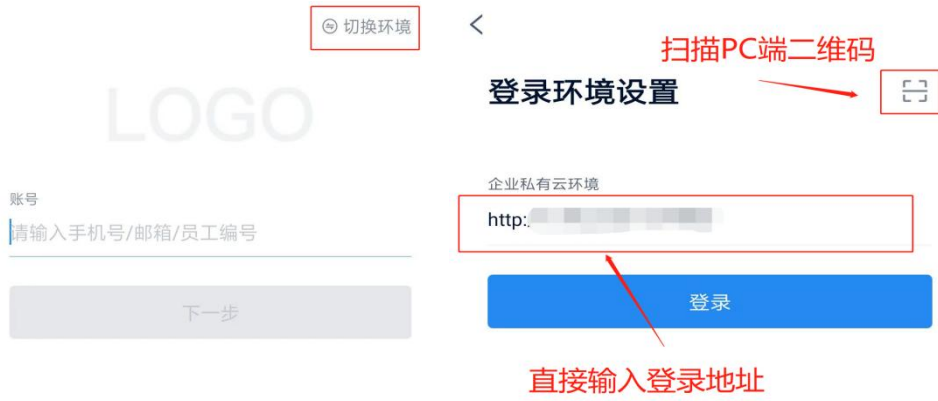 切换环境
LOGO
账号
请输入手机号/邮箱/员工编号
下一步
扫描PC端二维码
登录环境设置
企业私有云环境
http:
登录
直接输入登录地址